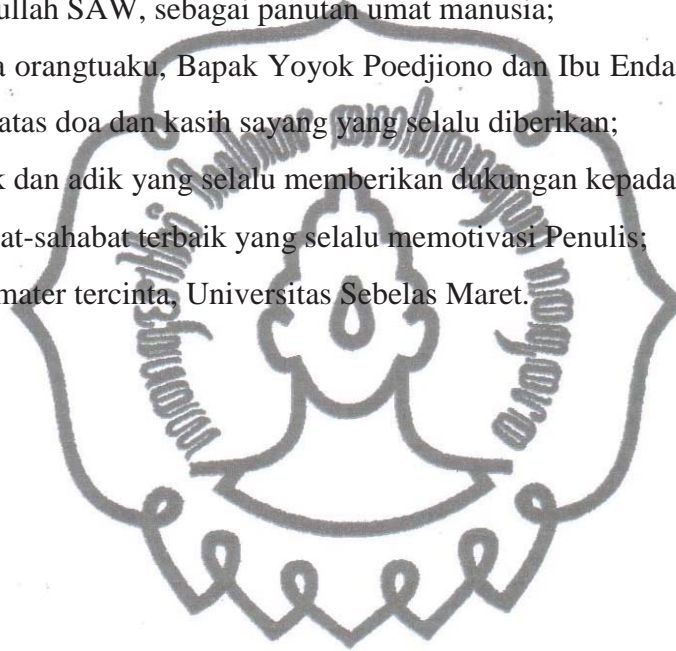 ullah SAW, sebagai panutan umat manusia;
a orangtuaku, Bapak Yoyok Poedjiono dan Ibu Enda
atas doa dan kasih sayang yang selalu diberikan;
k dan adik yang selalu memberikan dukungan kepada
at-sahabat terbaik yang selalu memotivasi Penulis;
mater tercinta, Universitas Sebelas Maret.